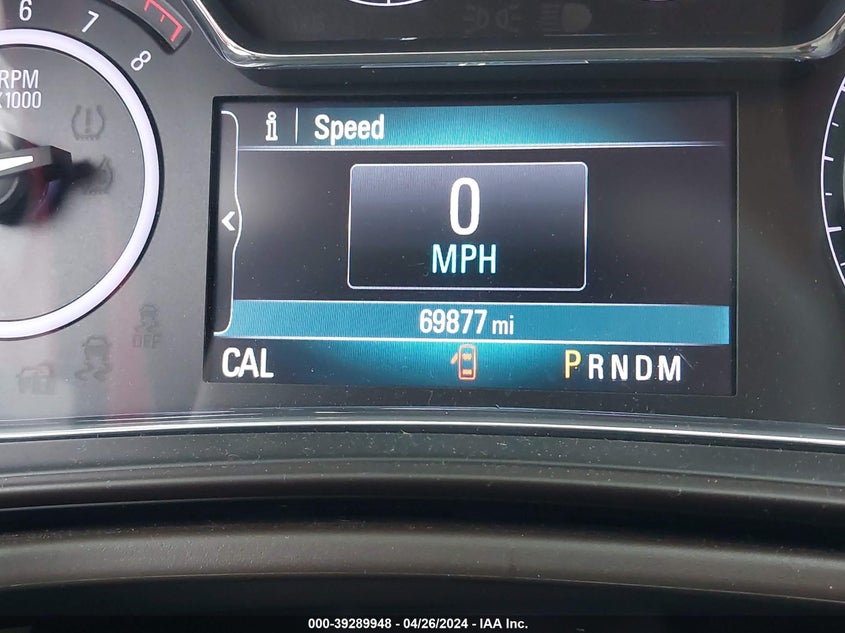 6
7
8
RPM
X1000
Speed
0
MPH
69877 mi
CAL
PRNDM
OFF
000-39289948 - 04/26/2024 - IAA Inc.